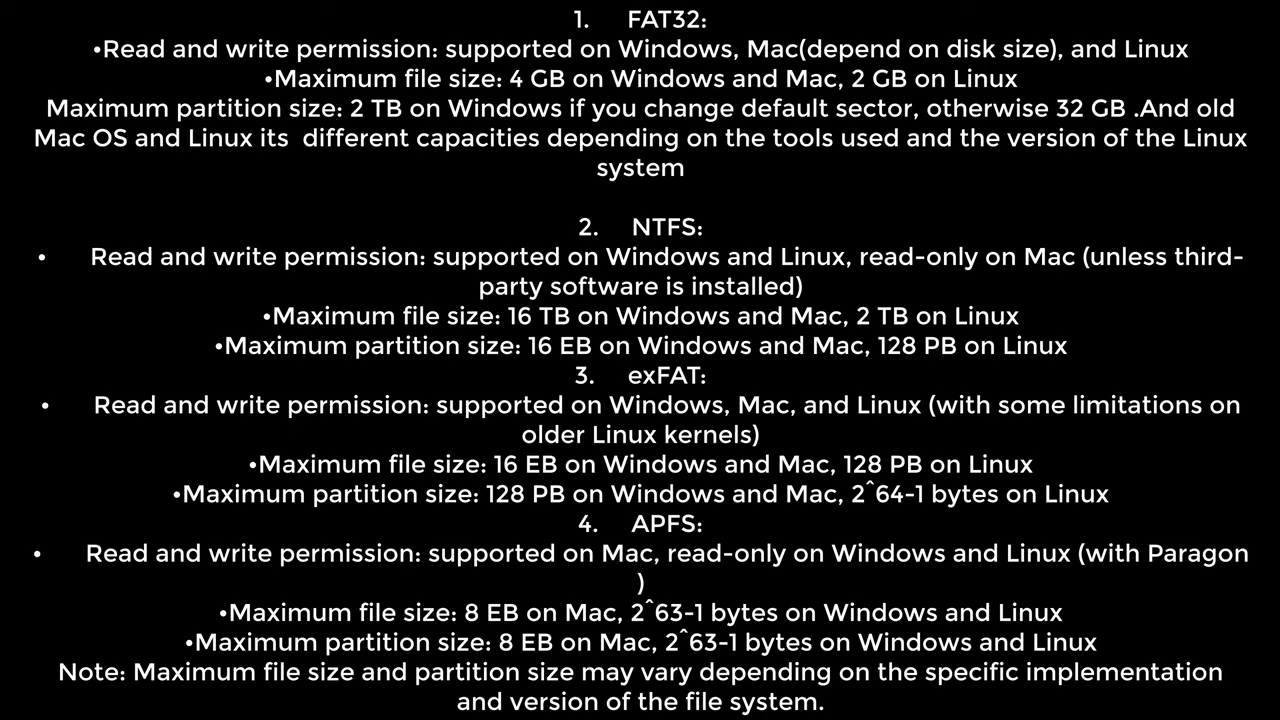 1. FAT32:
•Read and write permission: supported on Windows, Mac(depend on disk size), and Linux
•Maximum file size: 4 GB on Windows and Mac, 2 GB on Linux
Maximum partition size: 2 TB on Windows if you change default sector, otherwise 32 GB .And old
Mac OS and Linux its different capacities depending on the tools used and the version of the Linux
system
2. NTFS:
• Read and write permission: supported on Windows and Linux, read-only on Mac (unless third-
party software is installed)
•Maximum file size: 16 TB on Windows and Mac, 2 TB on Linux
•Maximum partition size: 16 EB on Windows and Mac, 128 PB on Linux
3. exFAT:
• Read and write permission: supported on Windows, Mac, and Linux (with some limitations on
older Linux kernels)
•Maximum file size: 16 EB on Windows and Mac, 128 PB on Linux
•Maximum partition size: 128 PB on Windows and Mac, 2^64-1 bytes on Linux
4. APFS:
• Read and write permission: supported on Mac, read-only on Windows and Linux (with Paragon
)
•Maximum file size: 8 EB on Mac, 2^63-1 bytes on Windows and Linux
•Maximum partition size: 8 EB on Mac, 2^63-1 bytes on Windows and Linux
Note: Maximum file size and partition size may vary depending on the specific implementation
and version of the file system.